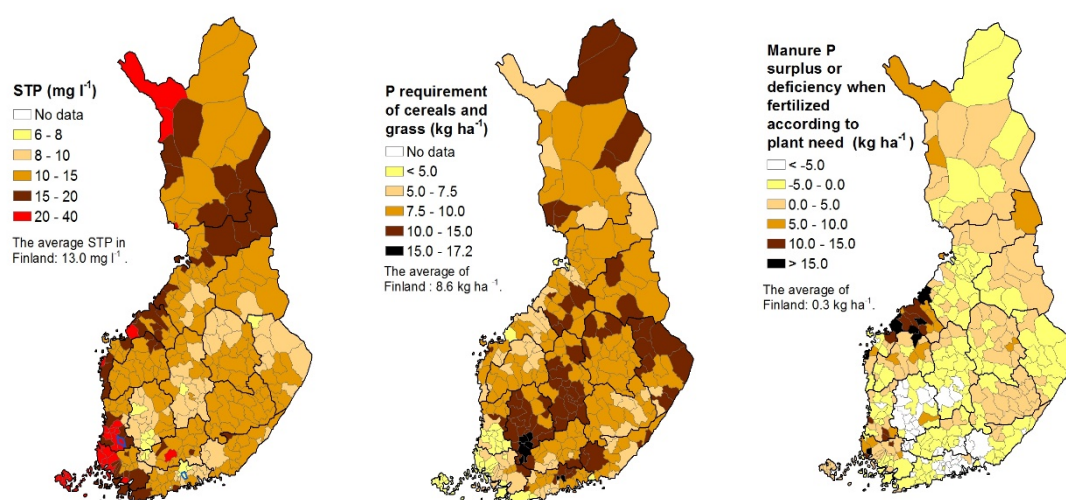 STP (mg l⁻¹)
No data
6 - 8
8 - 10
10 - 15
15 - 20
20 - 40
The average STP in
Finland: 13.0 mg l⁻¹ .
P requirement
of cereals and
grass (kg ha⁻¹)
No data
< 5.0
5.0 - 7.5
7.5 - 10.0
10.0 - 15.0
15.0 - 17.2
The average of
Finland : 8.6 kg ha ⁻¹.
Manure P
surplus or
deficiency when
fertilized
according to
plant need (kg ha⁻¹)
< -5.0
-5.0 - 0.0
0.0 - 5.0
5.0 - 10.0
10.0 - 15.0
> 15.0
The average of
Finland: 0.3 kg ha⁻¹.